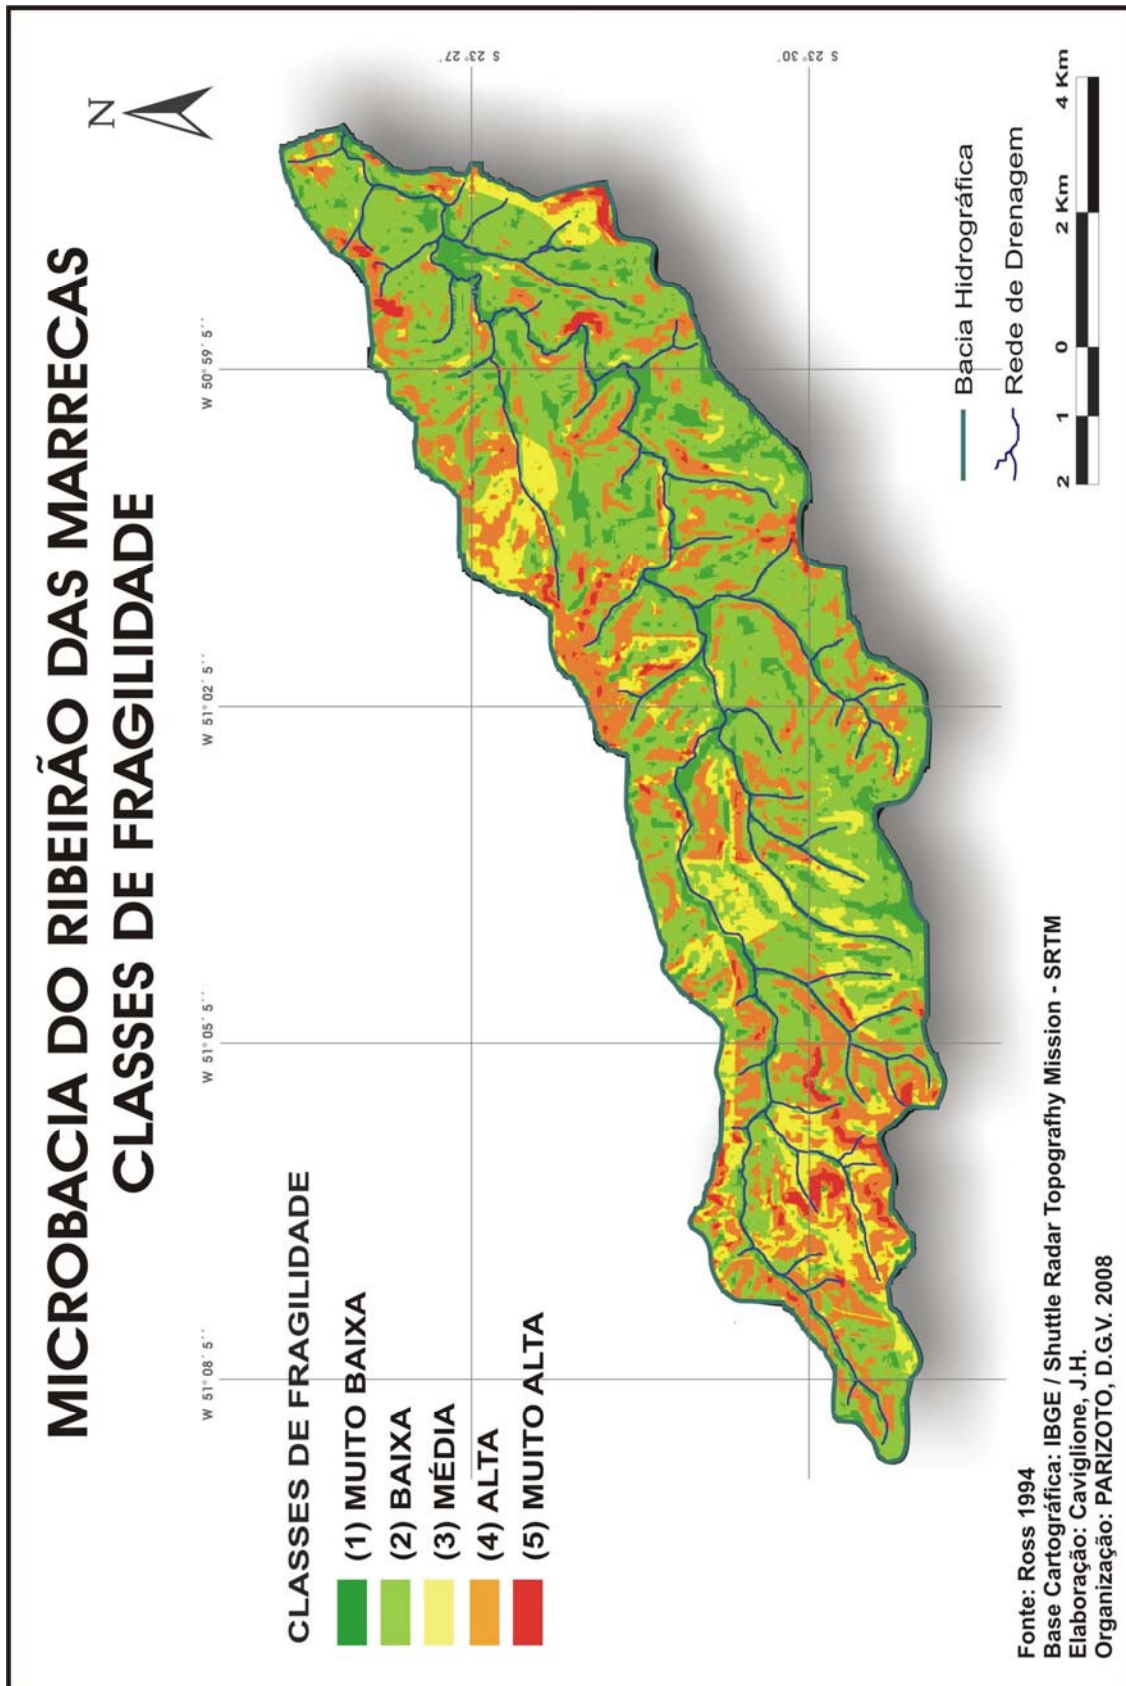 MICROBACIA DO RIBEIRÃO DAS MARRECAS
CLASSES DE FRAGILIDADE
N
W 51° 08´ 5´´
W 51° 05´ 5´´
W 51° 02´ 5´´
W 50° 59´ 5´´
S 23° 27´
S 23° 30´
CLASSES DE FRAGILIDADE
(1) MUITO BAIXA
(2) BAIXA
(3) MÉDIA
(4) ALTA
(5) MUITO ALTA
Bacia Hidrográfica
Rede de Drenagem
2 1 0 2 Km 4 Km
Fonte: Ross 1994
Base Cartográfica: IBGE / Shuttle Radar Topografhy Mission - SRTM
Elaboração: Caviglione, J.H.
Organização: PARIZOTO, D.G.V. 2008